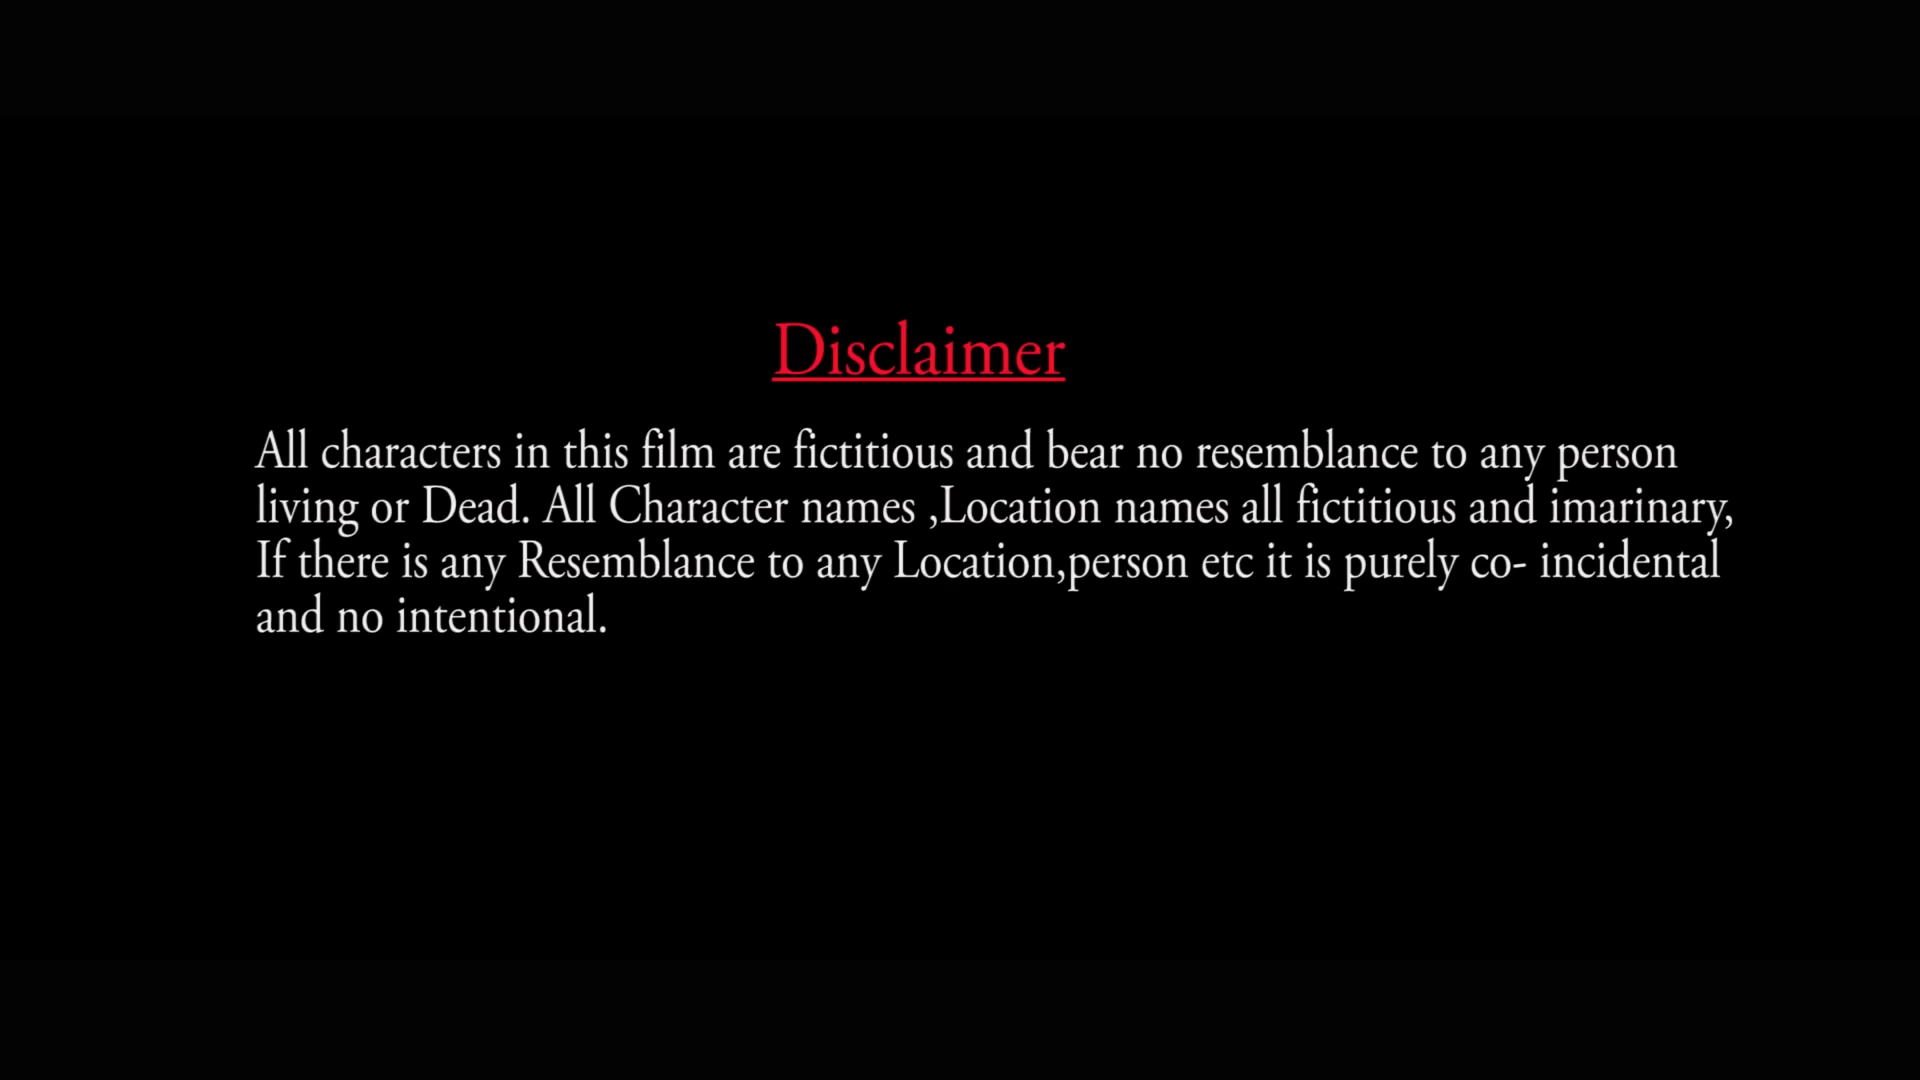 Disclaimer
All characters in this film are fictitious and bear no resemblance to any person
living or Dead. All Character names ,Location names all fictitious and imarinary,
If there is any Resemblance to any Location,person etc it is purely co- incidental
and no intentional.